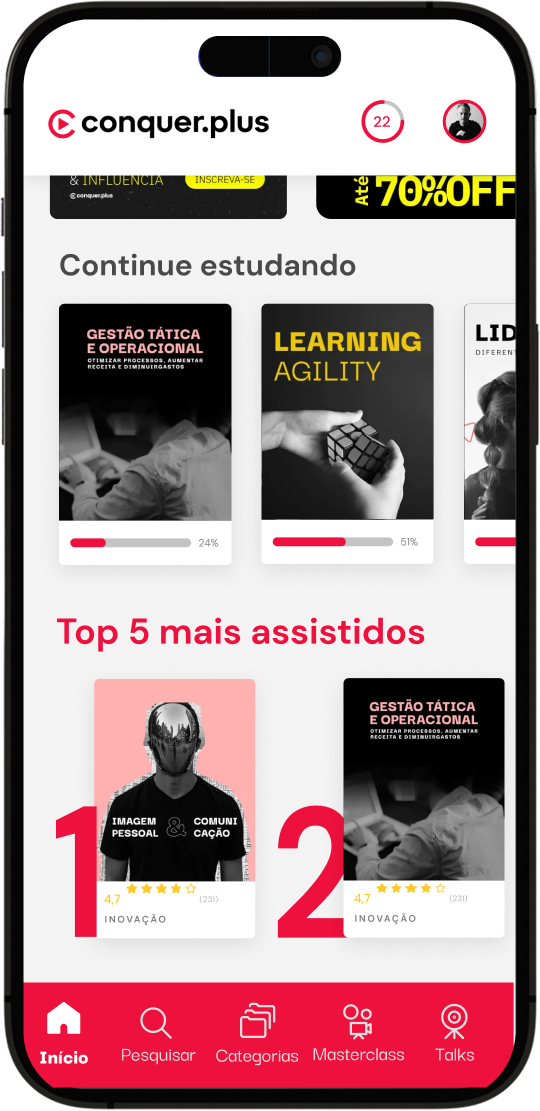 conquer.plus
22
& INFLUÊNCIA
INSCREVA-SE
conquer.plus
Até
70%OFF
Continue estudando
GESTÃO TÁTICA
E OPERACIONAL
OTIMIZAR PROCESSOS, AUMENTAR
RECEITA E DIMINUIRGASTOS
24%
LEARNING
AGILITY
51%
LID
DIFERENT
Top 5 mais assistidos
1
IMAGEM
PESSOAL
&
COMUNI
CAÇÃO
4,7
(231)
INOVAÇÃO
2
GESTÃO TÁTICA
E OPERACIONAL
OTIMIZAR PROCESSOS, AUMENTAR
RECEITA E DIMINUIRGASTOS
4,7
(231)
INOVAÇÃO
Início
Pesquisar
Categorias
Masterclass
Talks